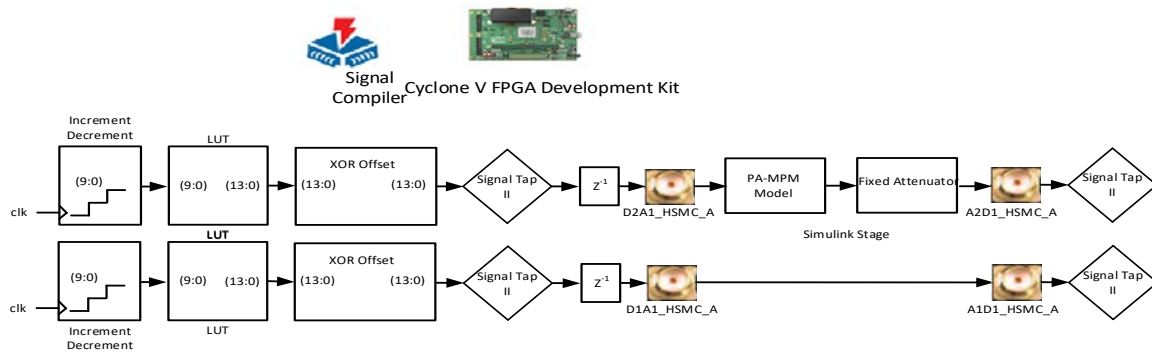 Signal
Compiler
Cyclone V FPGA Development Kit
Increment
Decrement
LUT
XOR Offset
(9:0)
(9:0) (13:0)
(13:0) (13:0)
Signal Tap
II
Z-1
PA-MPM
Model
Fixed Attenuator
Signal Tap
II
clk
D2A1_HSMC_A
A2D1_HSMC_A
LUT
Simulink Stage
XOR Offset
(9:0)
(9:0) (13:0)
(13:0) (13:0)
Signal Tap
II
Z-1
Signal Tap
II
clk
D1A1_HSMC_A
A1D1_HSMC_A
Increment
Decrement
LUT